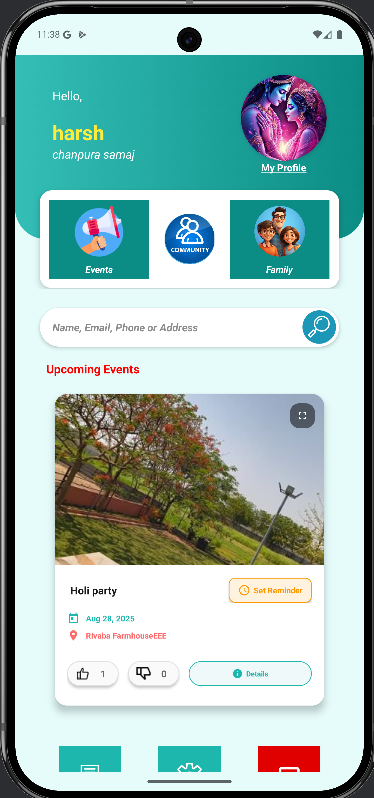 11:38
Hello,
harsh
chanpura samaj
My Profile
Events
COMMUNITY
Family
Name, Email, Phone or Address
Upcoming Events
Holi party
Set Reminder
Aug 28, 2025
Rivaba FarmhouseEEE
1
0
Details